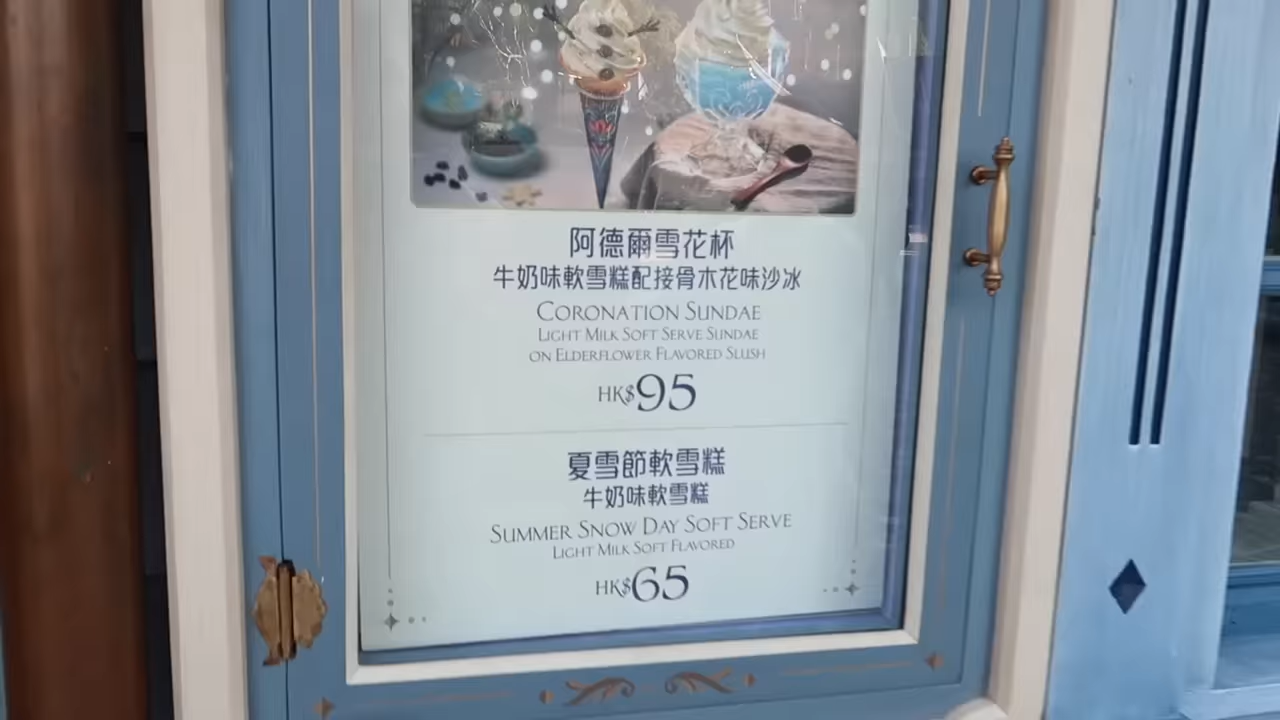 阿德爾雪花杯
牛奶味軟雪糕配接骨木花味沙冰
CORONATION SUNDAE
LIGHT MILK SOFT SERVE SUNDAE
ON ELDERFLOWER FLAVORED SLUSH
HK$95
夏雪節軟雪糕
牛奶味軟雪糕
SUMMER SNOW DAY SOFT SERVE
LIGHT MILK SOFT FLAVORED
HK$65